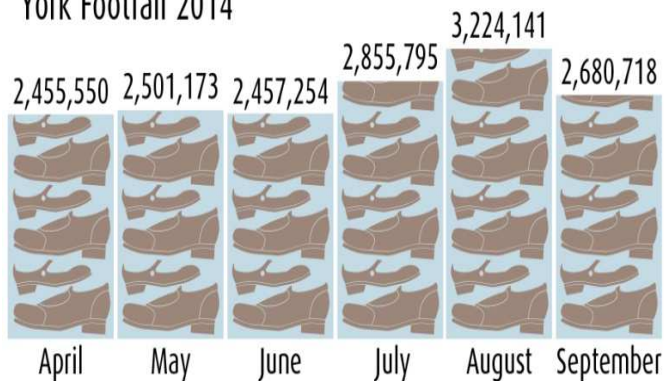 York Footfall 2014
3,224,141
2,855,795
2,455,550 2,501,173 2,457,254 2,680,718
April May June July August September